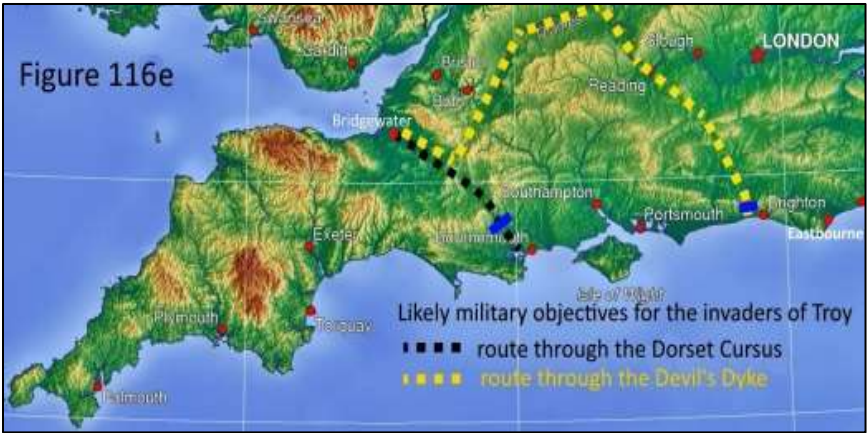 Swansea
Cardiff
Figure 116e
Bristol
Bath
Thames
Slough
LONDON
Reading
Bridgewater
Southampton
Bournemouth
Portsmouth
Brighton
Eastbourne
Exeter
Isle of Wight
Plymouth
Torquay
Falmouth
Likely military objectives for the invaders of Troy
route through the Dorset Cursus
route through the Devil's Dyke